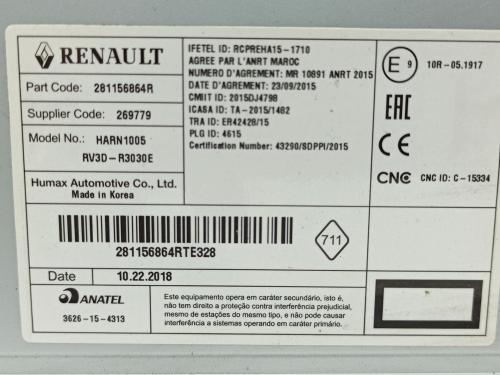 RENAULT
Part Code: 281156864R
Supplier Code: 269779
Model No.: HARN1005
RV3D-R3030E
Humax Automotive Co., Ltd.
Made in Korea
IFETEL ID: RCPREHA15-1710
AGREE PAR L'ANRT MAROC
NUMERO D'AGREMENT: MR 10891 ANRT 2015
DATE D'AGREMENT: 23/09/2015
CMIIT ID: 2015DJ4798
ICASA ID: TA-2015/1482
TRA ID: ER42428/15
PLG ID: 4615
Certification Number: 43290/SDPPI/2015
E 9 10R-05.1917
EAC
CE
CNC CNC ID: C-15334
281156864RTE328
711
Date 10.22.2018
ANATEL
3626-15-4313
Este equipamento opera em caráter secundário, isto é,
não tem direito a proteção contra interferência prejudicial,
mesmo de estações do mesmo tipo, e não pode causar
interferência a sistemas operando em caráter primário.